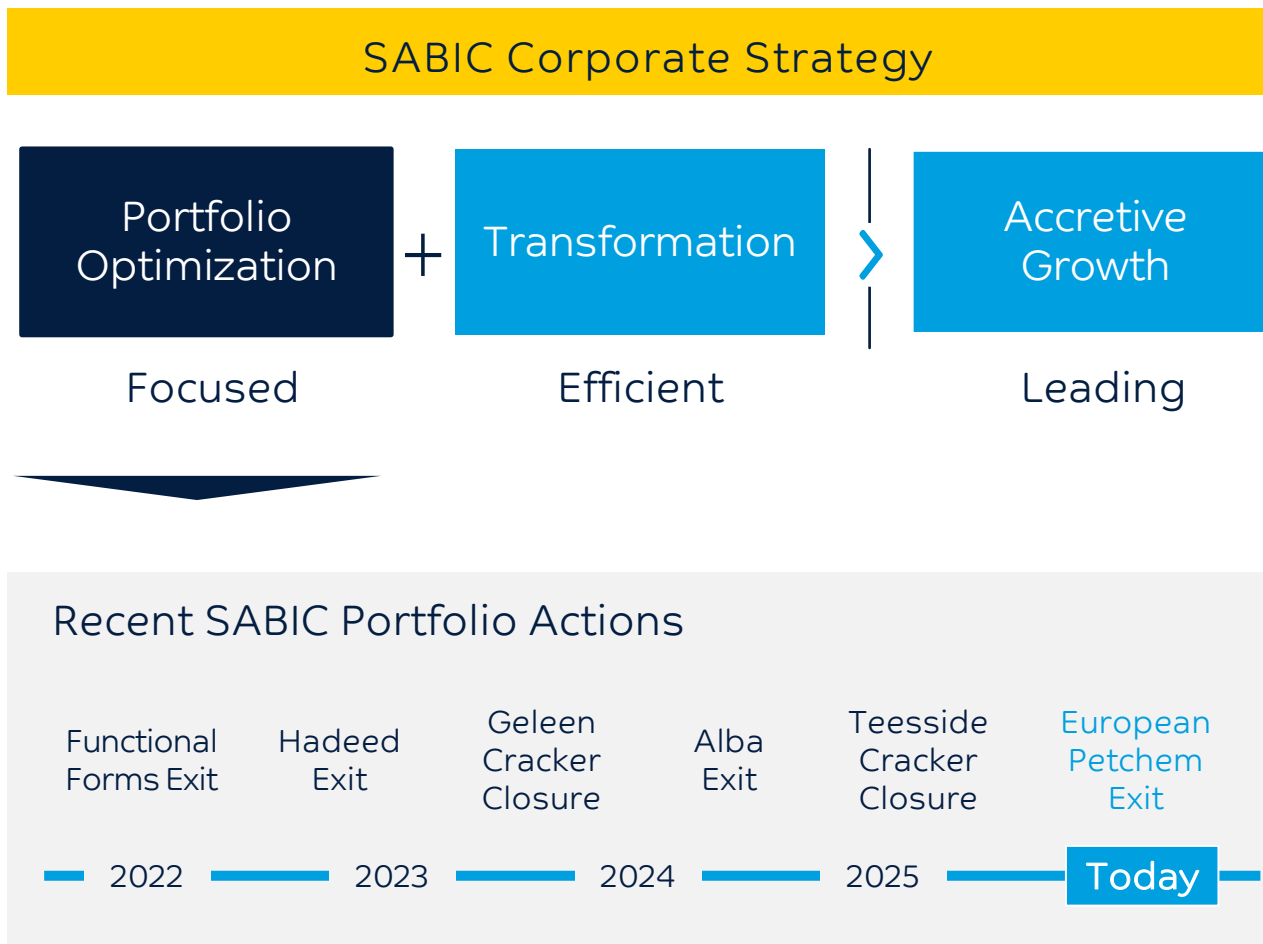 SABIC Corporate Strategy
Portfolio
Optimization
+
Transformation
Accretive
Growth
Focused
Efficient
Leading
Recent SABIC Portfolio Actions
Functional
Forms Exit
Hadeed
Exit
Geleen
Cracker
Closure
Alba
Exit
Teesside
Cracker
Closure
European
Petchem
Exit
2022
2023
2024
2025
Today